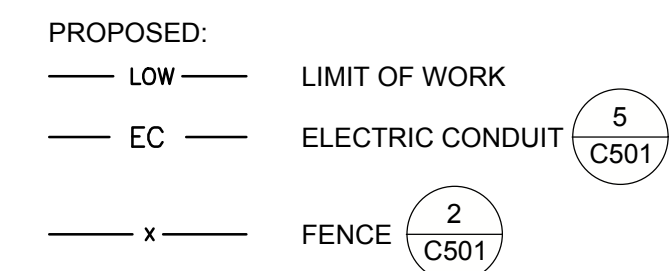 PROPOSED:
LOW LIMIT OF WORK
EC ELECTRIC CONDUIT 5 C501
x FENCE 2 C501